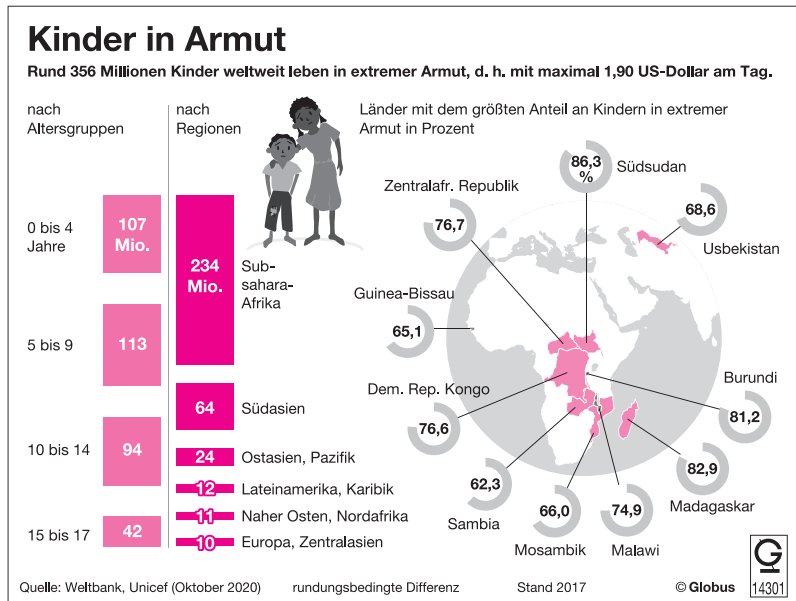 Kinder in Armut
Rund 356 Millionen Kinder weltweit leben in extremer Armut, d. h. mit maximal 1,90 US-Dollar am Tag.
nach
Altersgruppen
0 bis 4
Jahre
107
Mio.
5 bis 9
113
10 bis 14
94
15 bis 17
42
nach
Regionen
234
Mio.
Sub-
sahara-
Afrika
64
Südasien
24
Ostasien, Pazifik
12
Lateinamerika, Karibik
11
Naher Osten, Nordafrika
10
Europa, Zentralasien
Länder mit dem größten Anteil an Kindern in extremer
Armut in Prozent
86,3
%
Südsudan
Zentralafr. Republik
76,7
68,6
Usbekistan
Guinea-Bissau
65,1
Dem. Rep. Kongo
76,6
Burundi
81,2
62,3
Sambia
66,0
Mosambik
74,9
Malawi
82,9
Madagaskar
Quelle: Weltbank, Unicef (Oktober 2020)
rundungsbedingte Differenz
Stand 2017
© Globus
G
14301